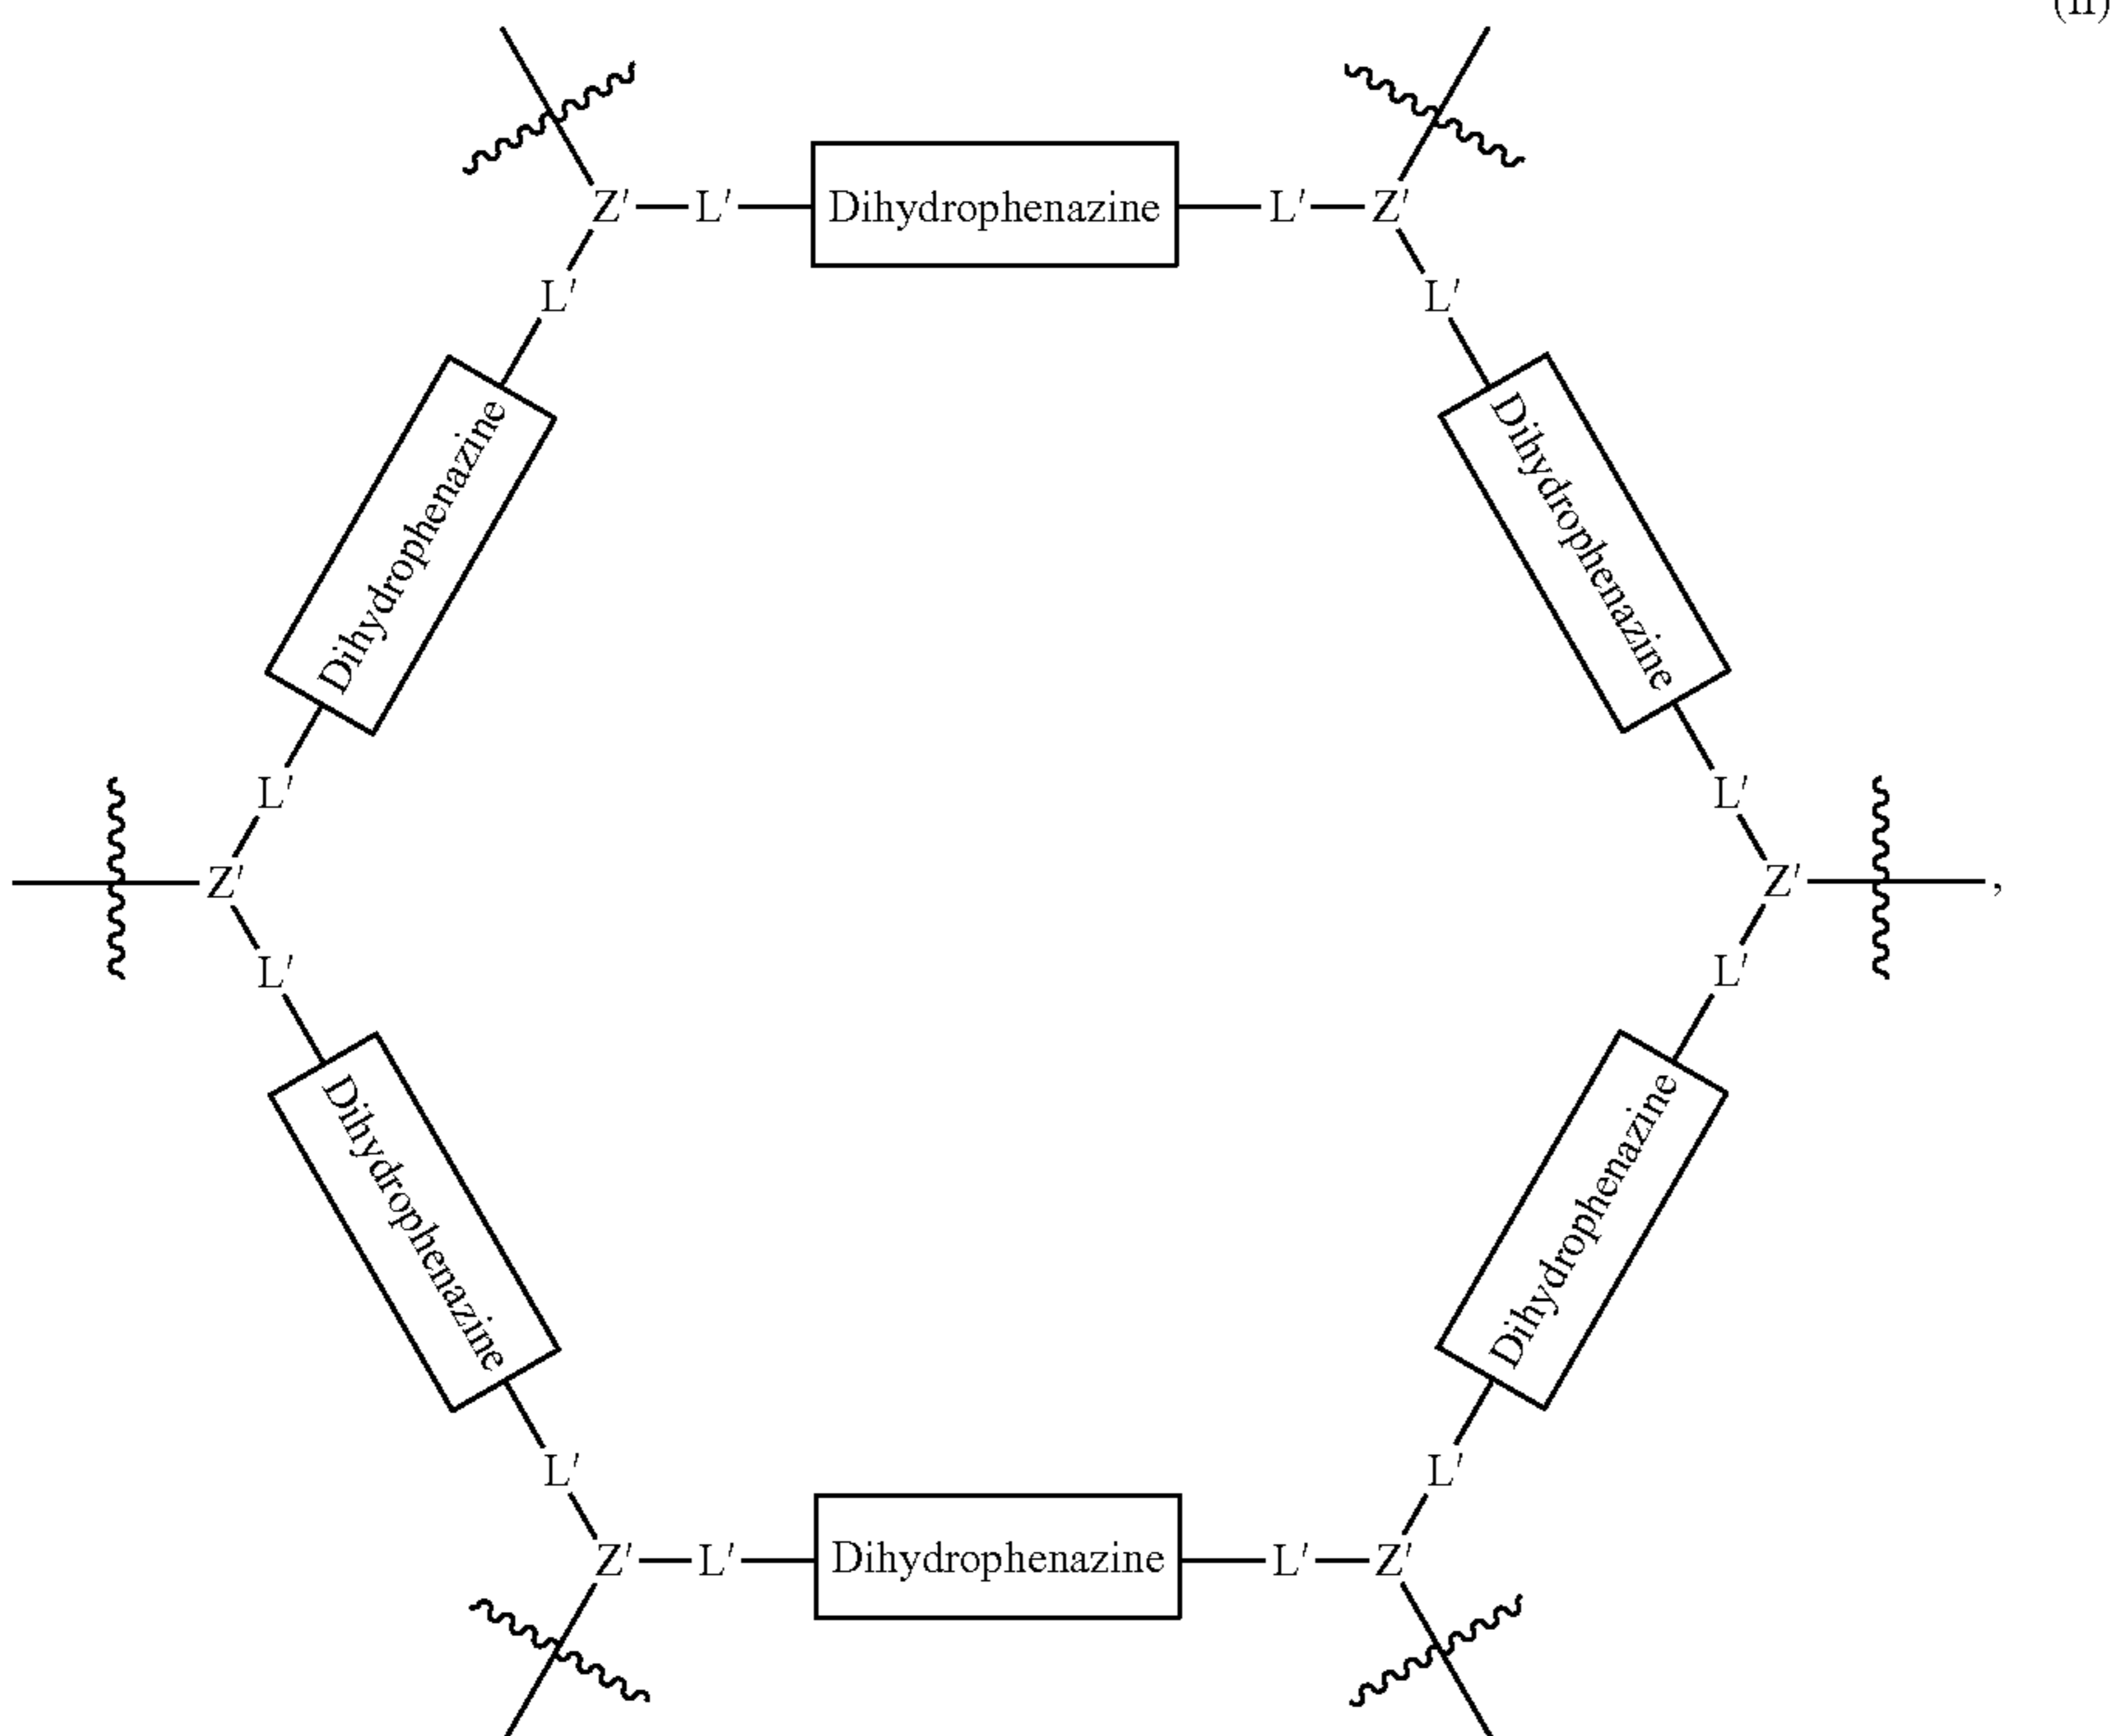 (ii)
Z' L' Dihydrophenazine L' Z'
L' L'
Dihydrophenazine Dihydrophenazine
L' L'
Z' Z' ,
L' L'
Dihydrophenazine Dihydrophenazine
L' L'
Z' L' Dihydrophenazine L' Z'